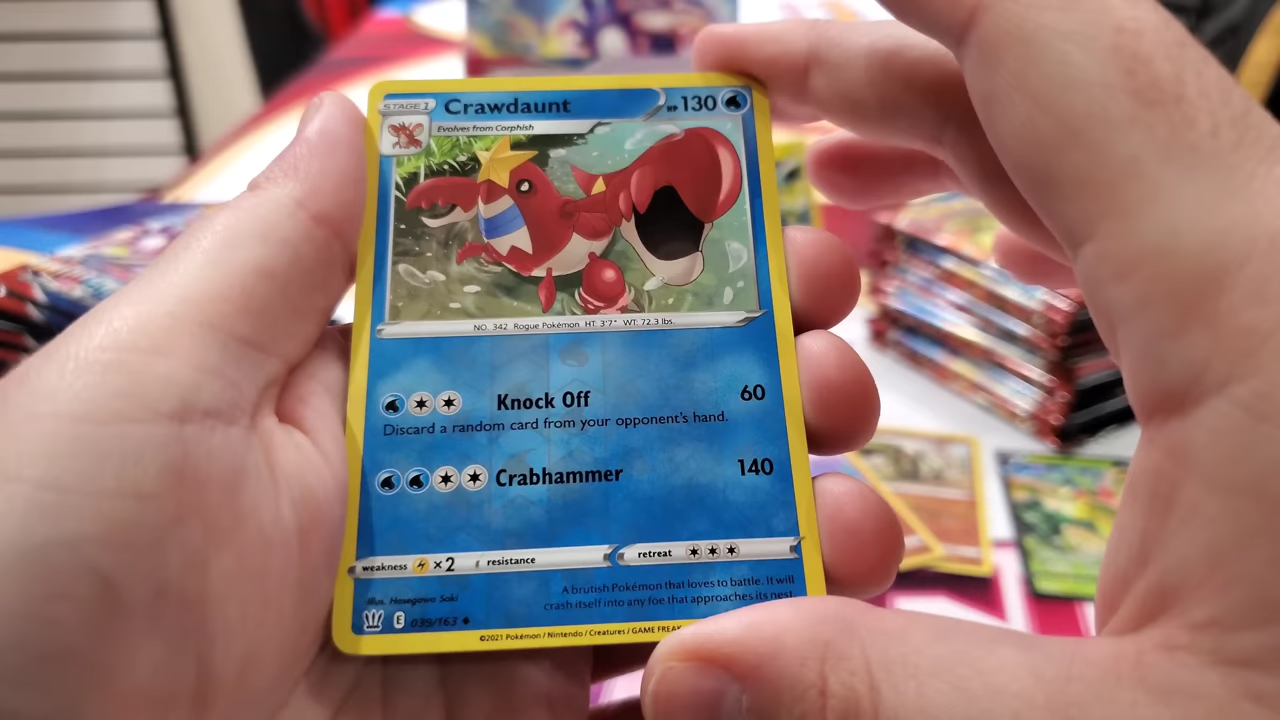 STAGE 1 Crawdaunt HP 130
Evolves from Corphish
NO. 342 Rogue Pokémon HT: 3'7" WT: 72.3 lbs.
Knock Off 60
Discard a random card from your opponent's hand.
Crabhammer 140
weakness ×2 resistance retreat
A brutish Pokémon that loves to battle. It will
crash itself into any foe that approaches its nest.
Illus. Hasegawa Saki
E 039/163
©2021 Pokémon / Nintendo / Creatures / GAME FREAK